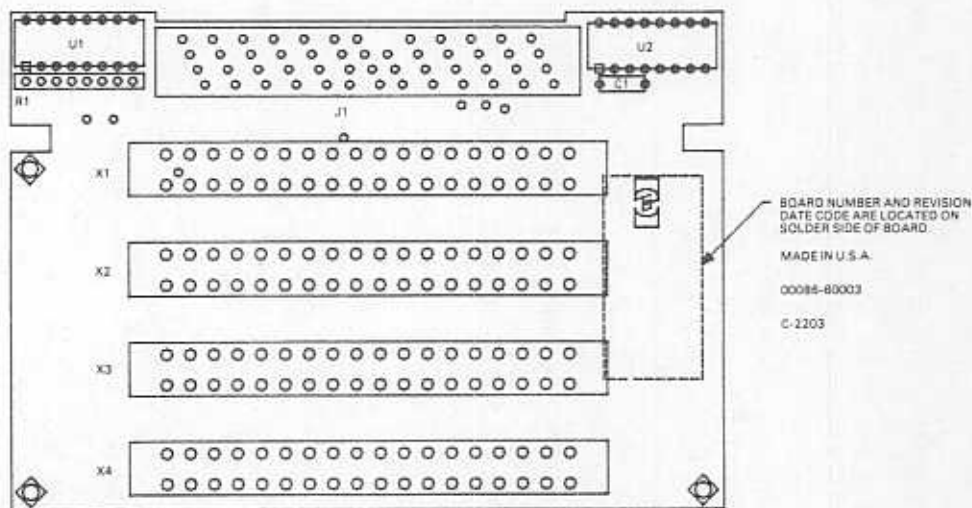 U1
U2
R1
C1
J1
X1
BOARD NUMBER AND REVISION
DATE CODE ARE LOCATED ON
SOLDER SIDE OF BOARD.
MADE IN U.S.A.
X2
00086-60003
C-2203
X3
X4